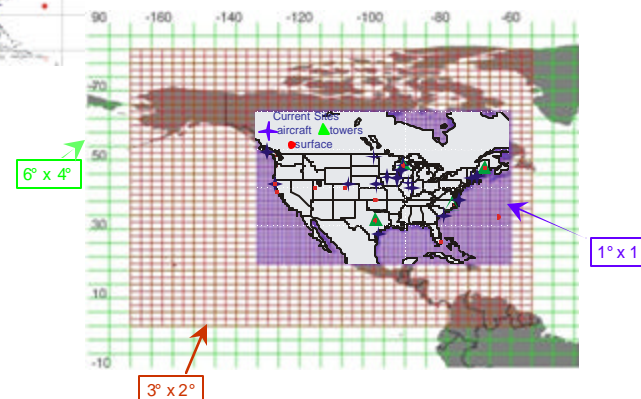 90 -160 -140 -120 -100 -80 -60
70
Current Sites
aircraft towers
surface
50
6° x 4°
30
1° x 1
10
-10
3° x 2°